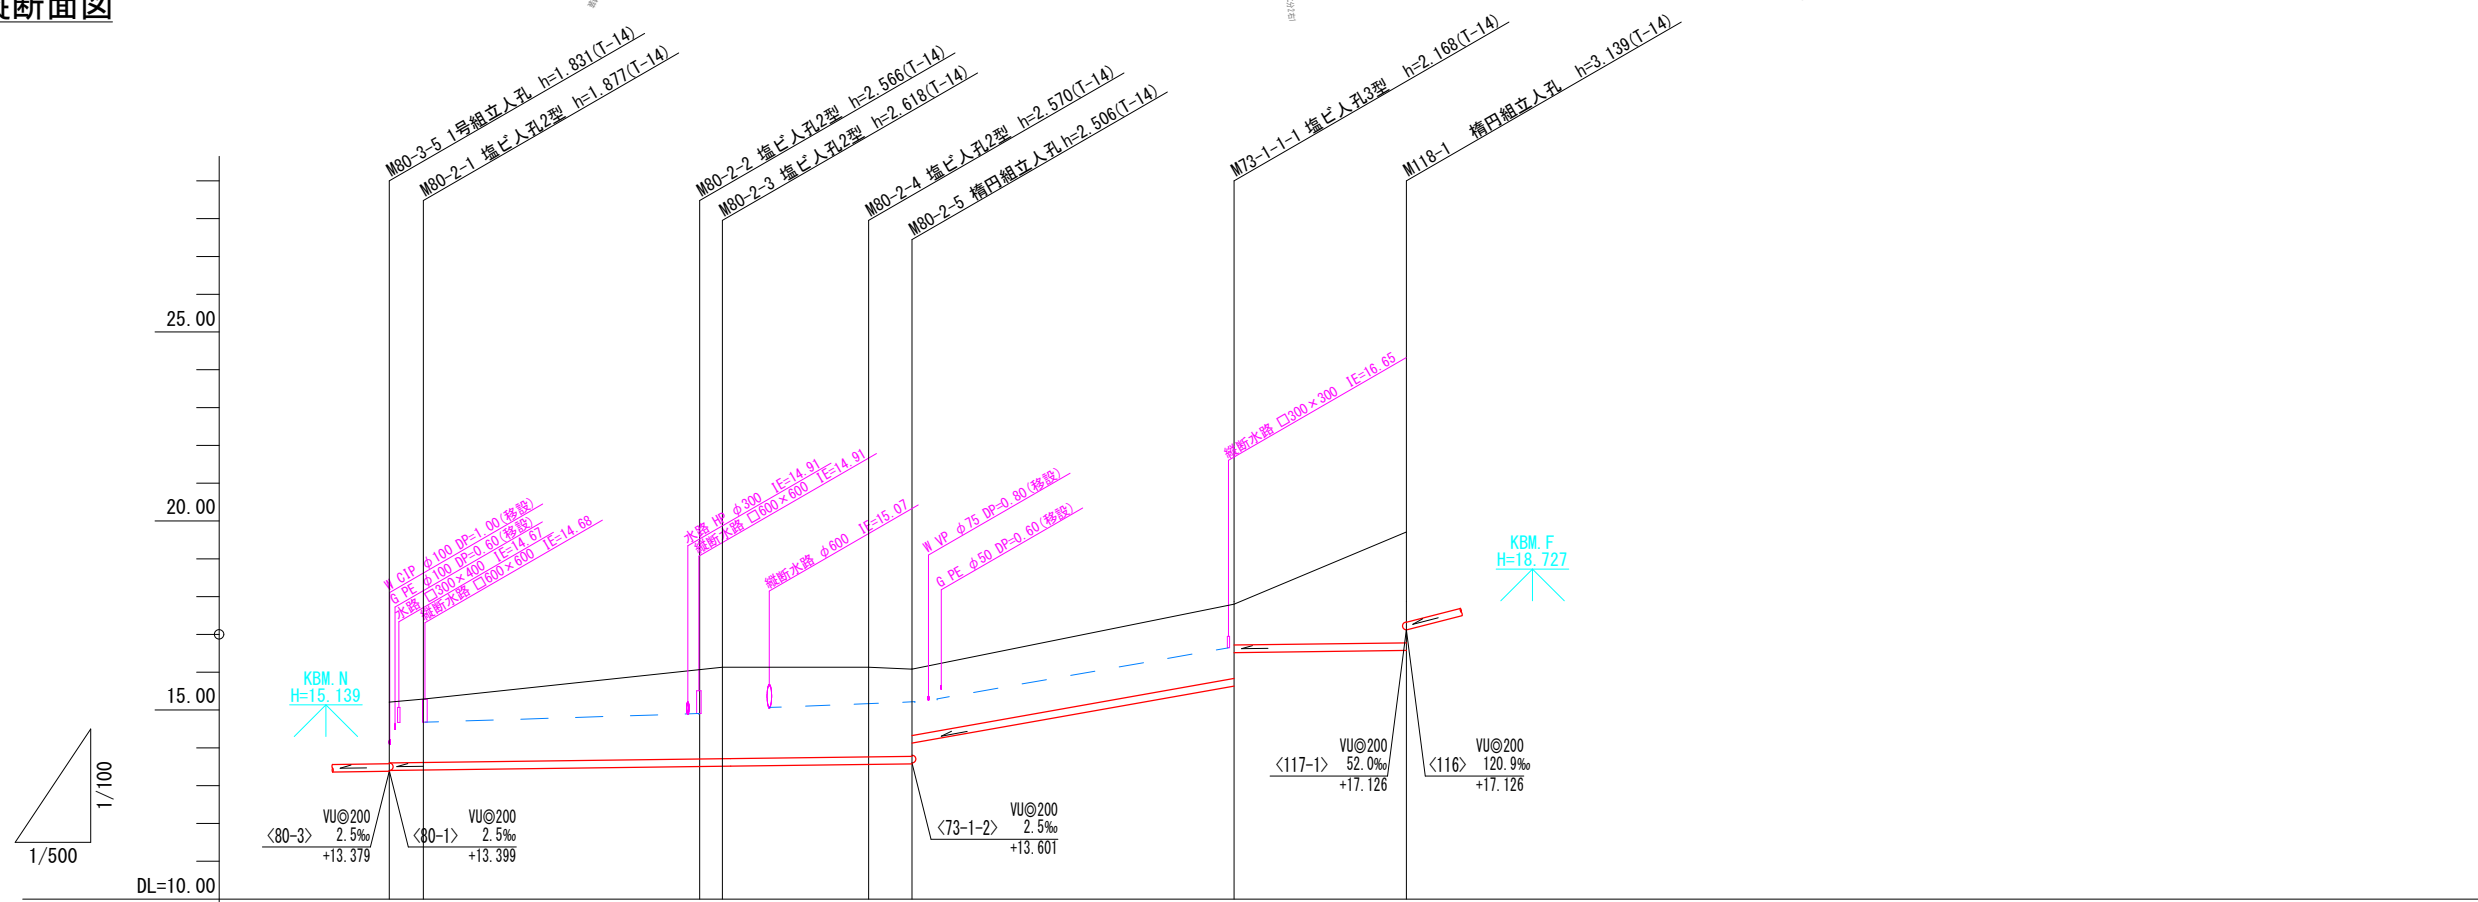 縦断面図
M80-3-5 1号組立人孔 h=1.831(T-14)
M80-2-1 塩ビ人孔2型 h=1.877(T-14)
M80-2-2 塩ビ人孔2型 h=2.566(T-14)
M80-2-3 塩ビ人孔2型 h=2.618(T-14)
M80-2-4 塩ビ人孔2型 h=2.570(T-14)
M80-2-5 楕円組立人孔 h=2.506(T-14)
M73-1-1-1 塩ビ人孔3型 h=2.168(T-14)
M118-1 楕円組立人孔 h=3.139(T-14)
25.00
20.00
15.00
DL=10.00
W CIP φ100 DP=1.00(移設)
G PE φ100 DP=0.60(移設)
水路 □300×400 IE=14.67
縦断水路 □600×600 IE=14.68
水路 HP φ300 IE=14.91
縦断水路 □600×600 IE=14.91
縦断水路 φ600 IE=15.07
W VP φ75 DP=0.80(移設)
G PE φ50 DP=0.60(移設)
縦断水路 □300×300 IE=16.65
KBM.N
H=15.139
KBM.F
H=18.727
1/100
1/500
VU◎200
〈80-3〉 2.5‰
+13.379
VU◎200
〈80-1〉 2.5‰
+13.399
VU◎200
〈73-1-2〉 2.5‰
+13.601
VU◎200
〈117-1〉 52.0‰
+17.126
VU◎200
〈116〉 120.9‰
+17.126